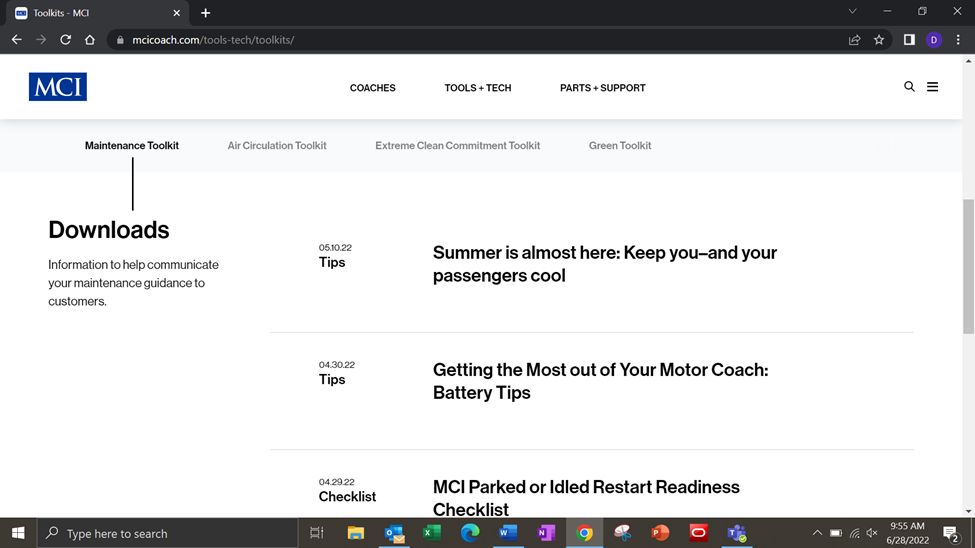 Toolkits - MCI
mcicoach.com/tools-tech/toolkits/
D
MCI
COACHES
TOOLS + TECH
PARTS + SUPPORT
Maintenance Toolkit
Air Circulation Toolkit
Extreme Clean Commitment Toolkit
Green Toolkit
Downloads
Information to help communicate
your maintenance guidance to
customers.
05.10.22
Tips
Summer is almost here: Keep you–and your
passengers cool
04.30.22
Tips
Getting the Most out of Your Motor Coach:
Battery Tips
04.29.22
Checklist
MCI Parked or Idled Restart Readiness
Checklist
Type here to search
9:55 AM
6/28/2022
2